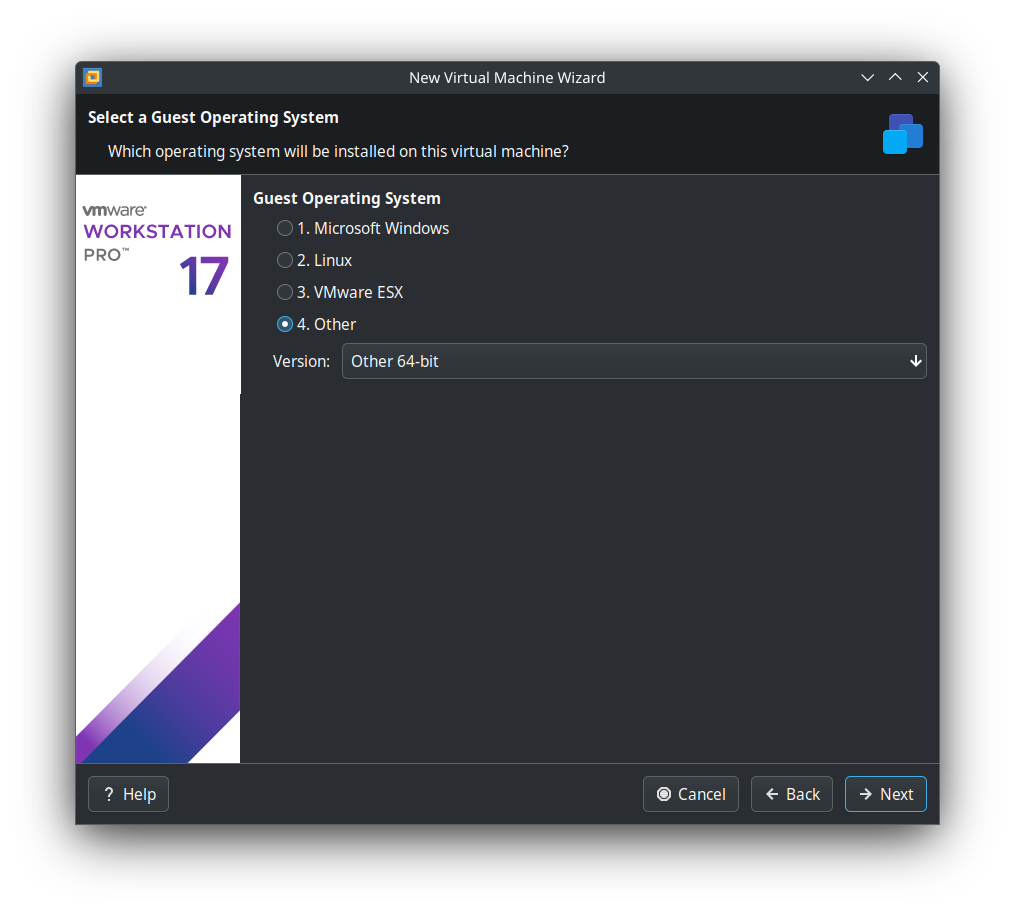 New Virtual Machine Wizard
Select a Guest Operating System
Which operating system will be installed on this virtual machine?
vmware®
WORKSTATION
PRO™
17
Guest Operating System
1. Microsoft Windows
2. Linux
3. VMware ESX
4. Other
Version: Other 64-bit
? Help
Cancel
Back
Next